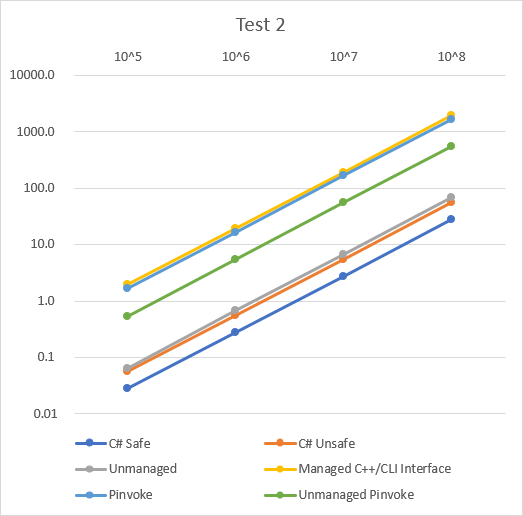 Test 2
10^5 10^6 10^7 10^8
10000.0
1000.0
100.0
10.0
1.0
0.1
0.01
C# Safe C# Unsafe
Unmanaged Managed C++/CLI Interface
Pinvoke Unmanaged Pinvoke